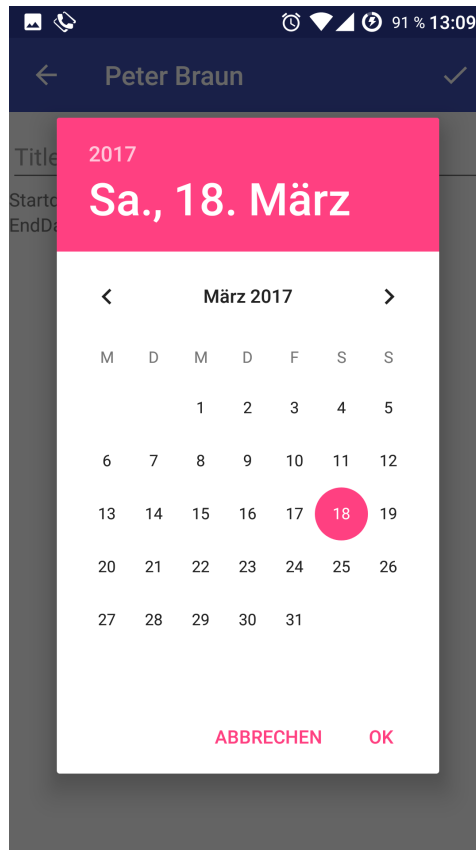 91 % 13:09
Peter Braun
Title
2017
Sa., 18. März
März 2017
M D M D F S S
1 2 3 4 5
6 7 8 9 10 11 12
13 14 15 16 17 18 19
20 21 22 23 24 25 26
27 28 29 30 31
ABBRECHEN OK